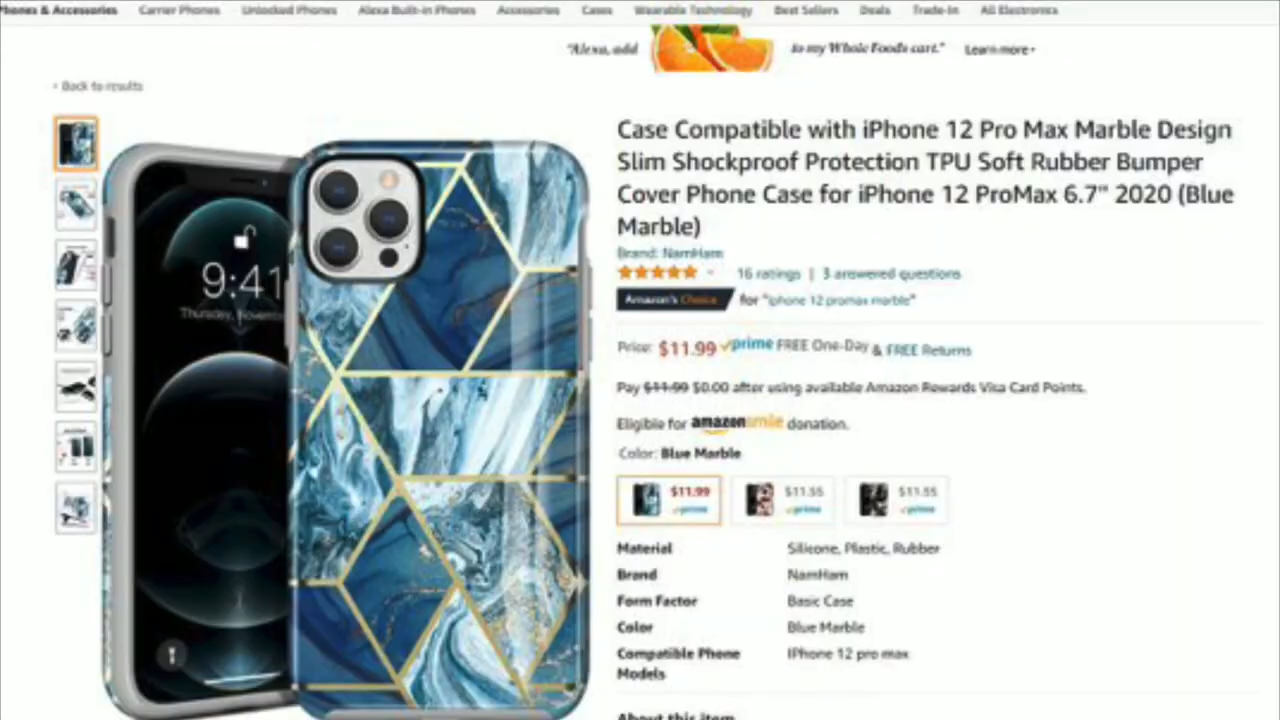 Phones & Accessories Carrier Phones Unlocked Phones Alexa Built-in Phones Accessories Cases Wearable Technology Best Sellers Deals Trade-In All Electronics
"Alexa, add to my Whole Foods cart." Learn more ›
‹ Back to results
Case Compatible with iPhone 12 Pro Max Marble Design
Slim Shockproof Protection TPU Soft Rubber Bumper
Cover Phone Case for iPhone 12 ProMax 6.7" 2020 (Blue
Marble)
Brand: NamHam
16 ratings | 3 answered questions
Amazon's Choice for "iphone 12 promax marble"
Price: $11.99 prime FREE One-Day & FREE Returns
Pay $11.99 $0.00 after using available Amazon Rewards Visa Card Points.
Eligible for amazonsmile donation.
Color: Blue Marble
$11.99 $11.55 $11.55
prime prime prime
Material Silicone, Plastic, Rubber
Brand NamHam
Form Factor Basic Case
Color Blue Marble
Compatible Phone IPhone 12 pro max
Models
About this item
9:41
Thursday, Novemb